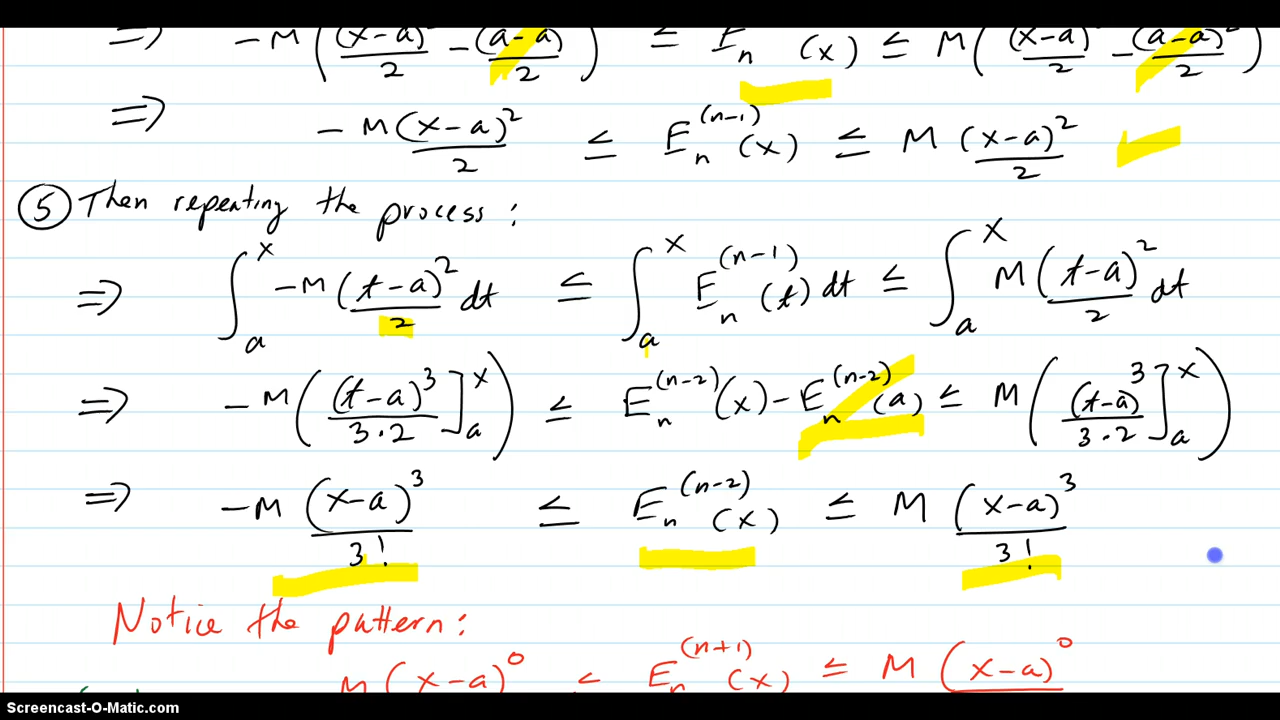 ⇒ -M((x-a)²/2 - (a-a)²/2) ≤ E_n (x) ≤ M((x-a)²/2 - (a-a)²/2)
⇒ -M(x-a)²/2 ≤ E_n^(n-1)(x) ≤ M(x-a)²/2
⑤ Then repeating the process:
⇒ ∫_a^x -M(t-a)²/2 dt ≤ ∫_a^x E_n^(n-1)(t) dt ≤ ∫_a^x M(t-a)²/2 dt
⇒ -M((t-a)³/3·2]_a^x) ≤ E_n^(n-2)(x) - E_n^(n-2)(a) ≤ M((t-a)³/3·2]_a^x)
⇒ -M(x-a)³/3! ≤ E_n^(n-2)(x) ≤ M(x-a)³/3!
Notice the pattern:
M(x-a)⁰ ≤ E_n^(n+1)(x) ≤ M(x-a)⁰
Screencast-O-Matic.com